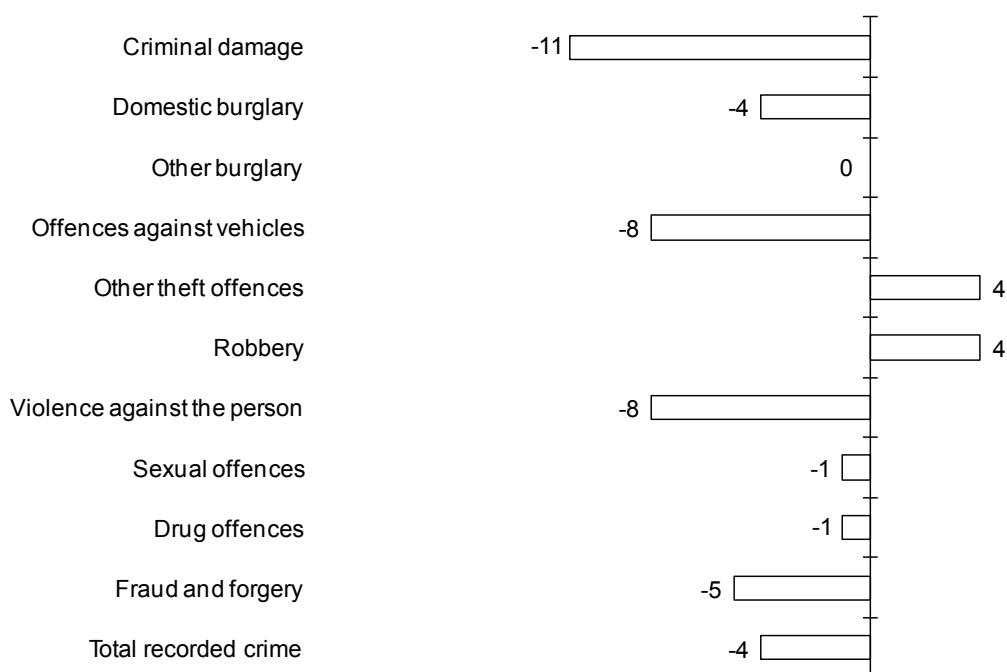 Criminal damage -11
Domestic burglary -4
Other burglary 0
Offences against vehicles -8
Other theft offences 4
Robbery 4
Violence against the person -8
Sexual offences -1
Drug offences -1
Fraud and forgery -5
Total recorded crime -4